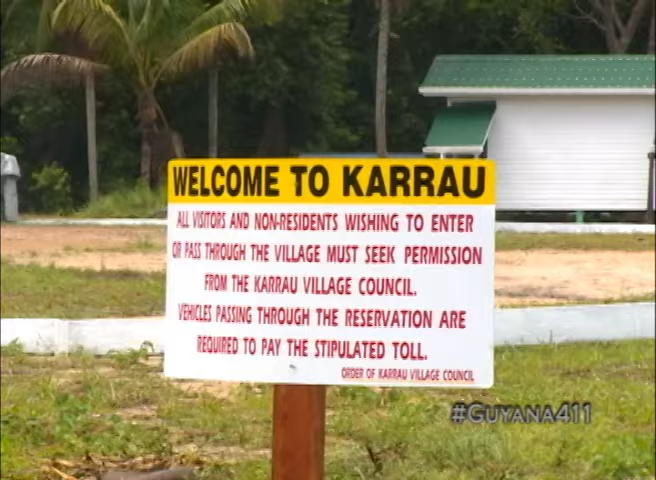 WELCOME TO KARRAU
ALL VISITORS AND NON-RESIDENTS WISHING TO ENTER
OR PASS THROUGH THE VILLAGE MUST SEEK PERMISSION
FROM THE KARRAU VILLAGE COUNCIL.
VEHICLES PASSING THROUGH THE RESERVATION ARE
REQUIRED TO PAY THE STIPULATED TOLL.
ORDER OF KARRAU VILLAGE COUNCIL
#GUYANA411